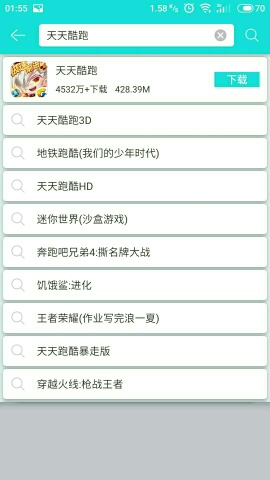 01:55
1.58 K/s
70
天天酷跑
天天酷跑
4532万+下载 428.39M
下载
天天酷跑3D
地铁跑酷(我们的少年时代)
天天跑酷HD
迷你世界(沙盒游戏)
奔跑吧兄弟4:撕名牌大战
饥饿鲨:进化
王者荣耀(作业写完浪一夏)
天天跑酷暴走版
穿越火线:枪战王者